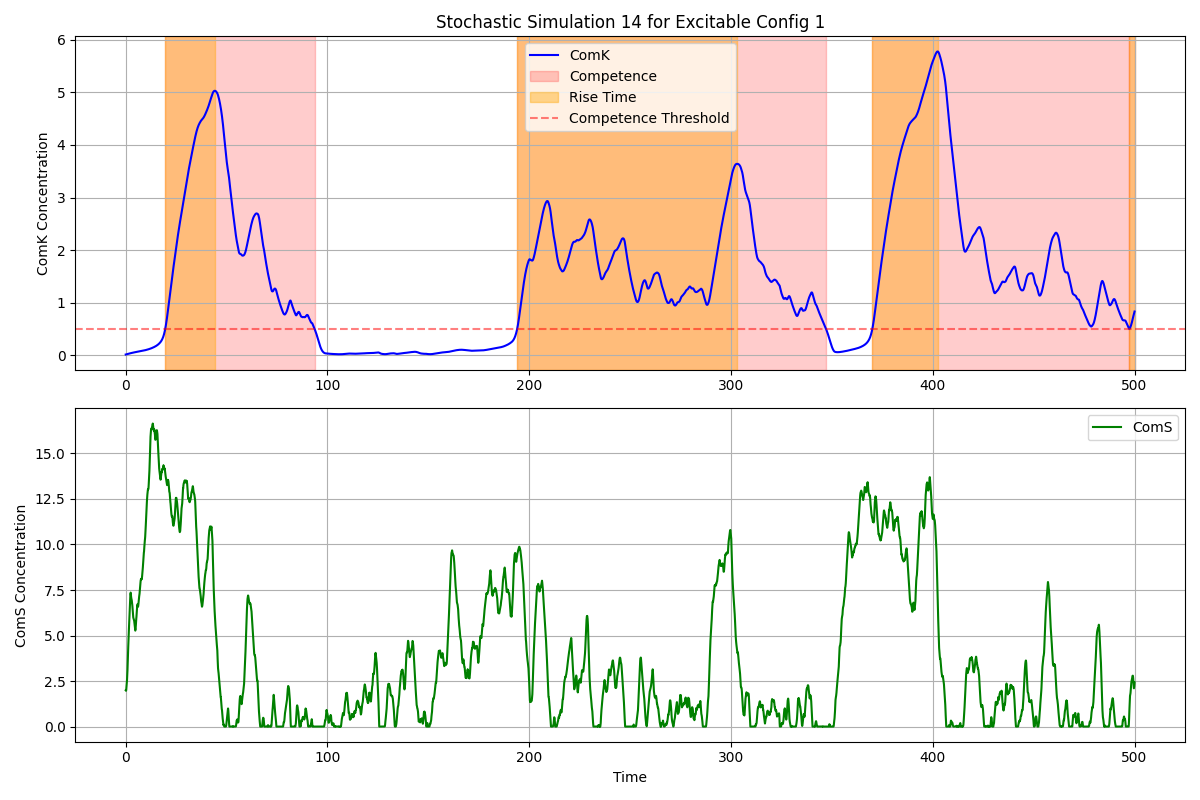 Stochastic Simulation 14 for Excitable Config 1
ComK Concentration
6
5
4
3
2
1
0
ComK
Competence
Rise Time
Competence Threshold
0 100 200 300 400 500
ComS Concentration
15.0
12.5
10.0
7.5
5.0
2.5
0.0
ComS
0 100 200 300 400 500
Time